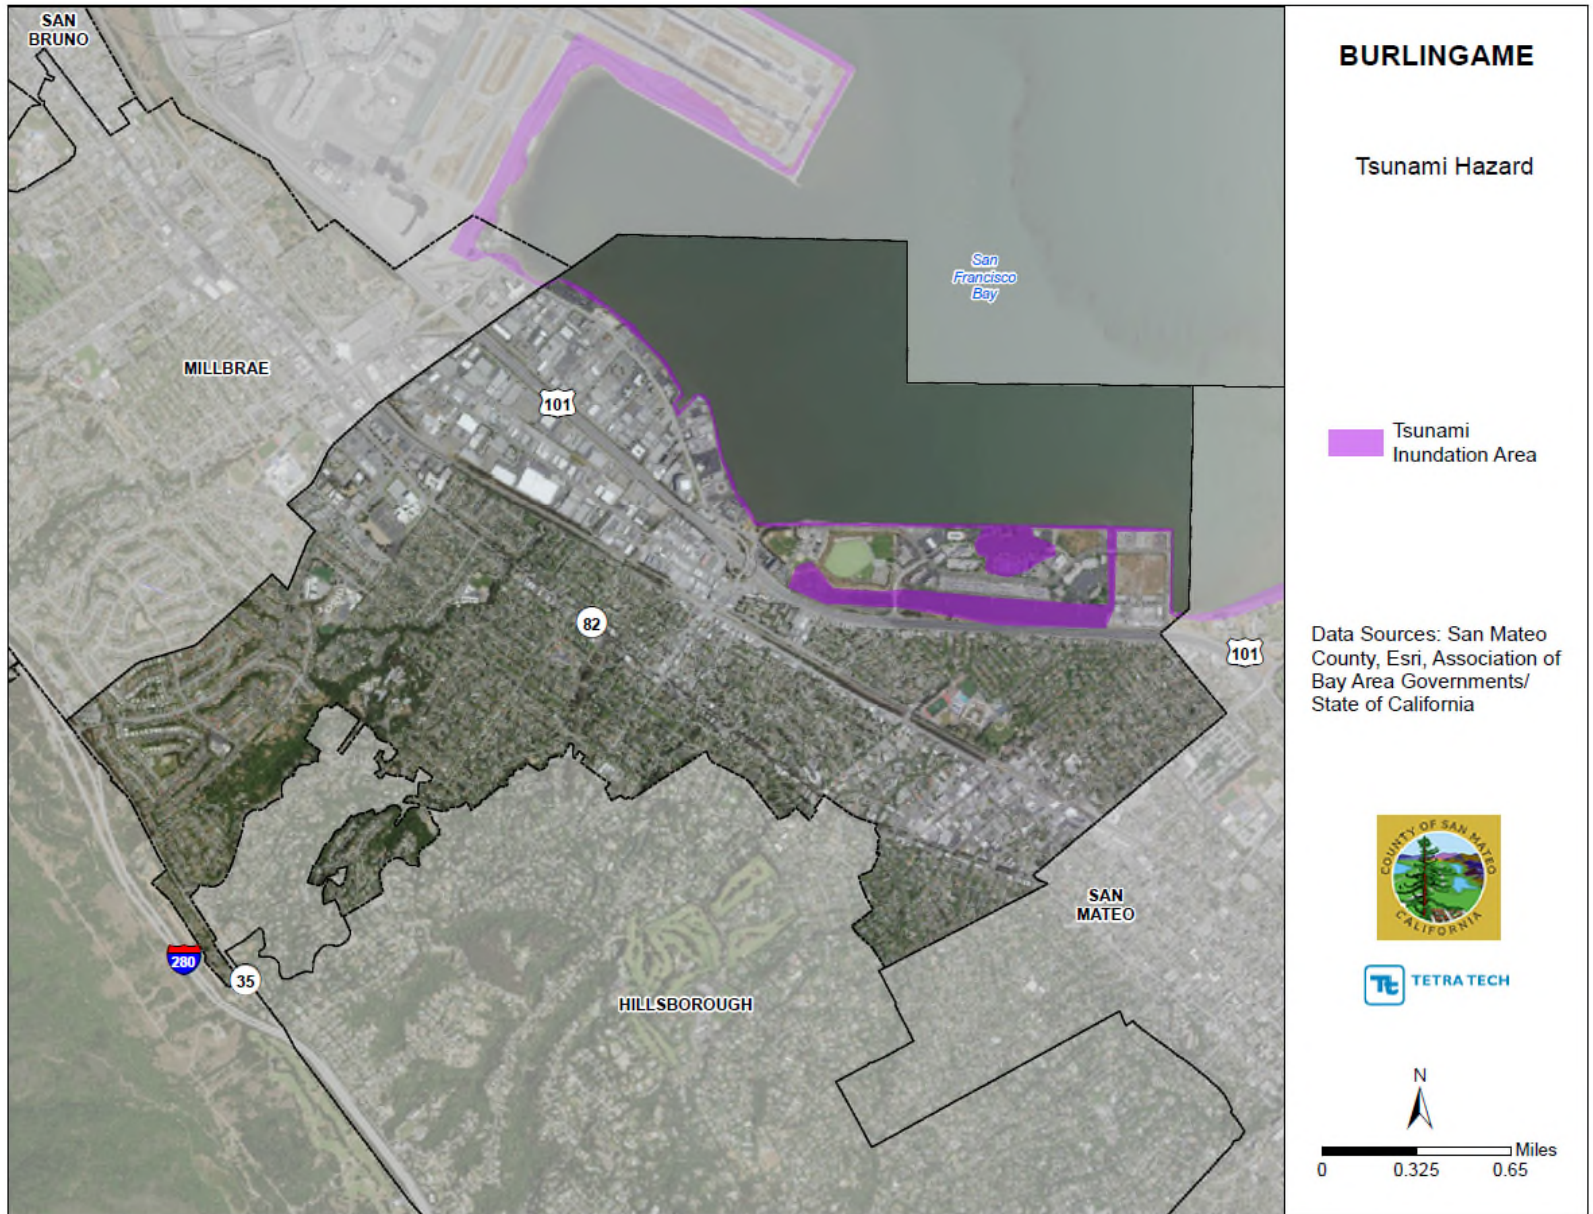 SAN
BRUNO
MILLBRAE
San
Francisco
Bay
101
82
101
280
35
HILLSBOROUGH
SAN
MATEO
BURLINGAME
Tsunami Hazard
Tsunami
Inundation Area
Data Sources: San Mateo
County, Esri, Association of
Bay Area Governments/
State of California
COUNTY OF SAN MATEO
CALIFORNIA
Tt TETRA TECH
N
Miles
0 0.325 0.65